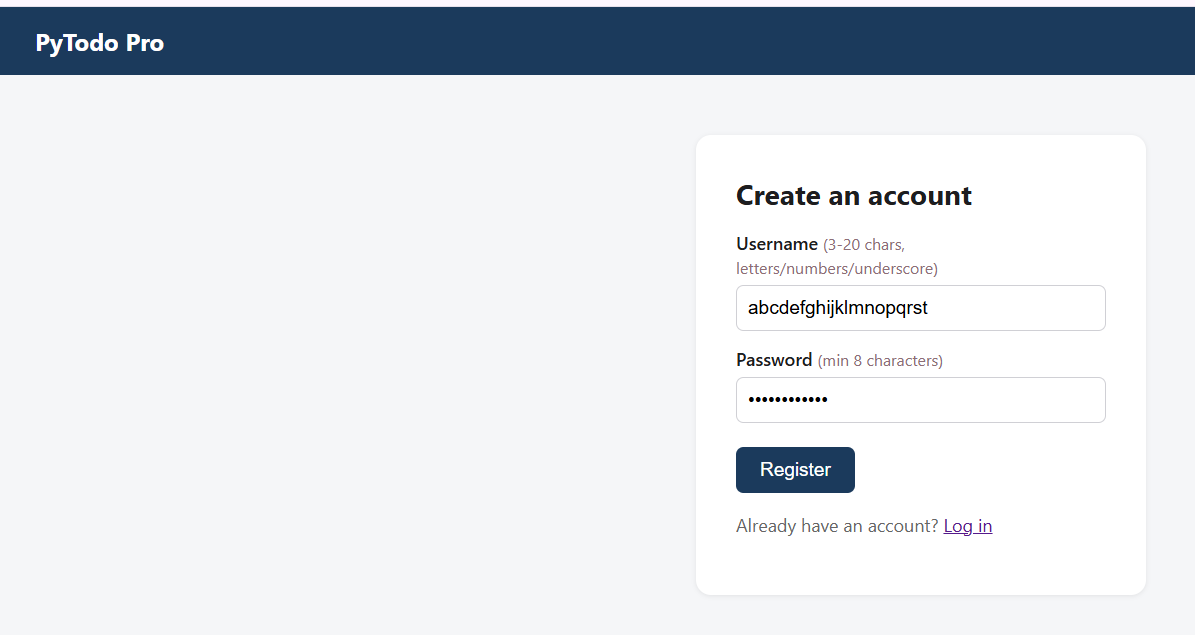 PyTodo Pro
Create an account
Username (3-20 chars,
letters/numbers/underscore)
abcdefghijklmnopqrst
Password (min 8 characters)
••••••••••••
Register
Already have an account? Log in